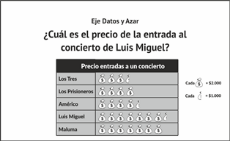 Eje Datos y Azar
¿Cuál es el precio de la entrada al
concierto de Luis Miguel?
Precio entradas a un concierto
Los Tres
Los Prisioneros
Américo
Luis Miguel
Maluma
Cada = $2.000
Cada = $1.000